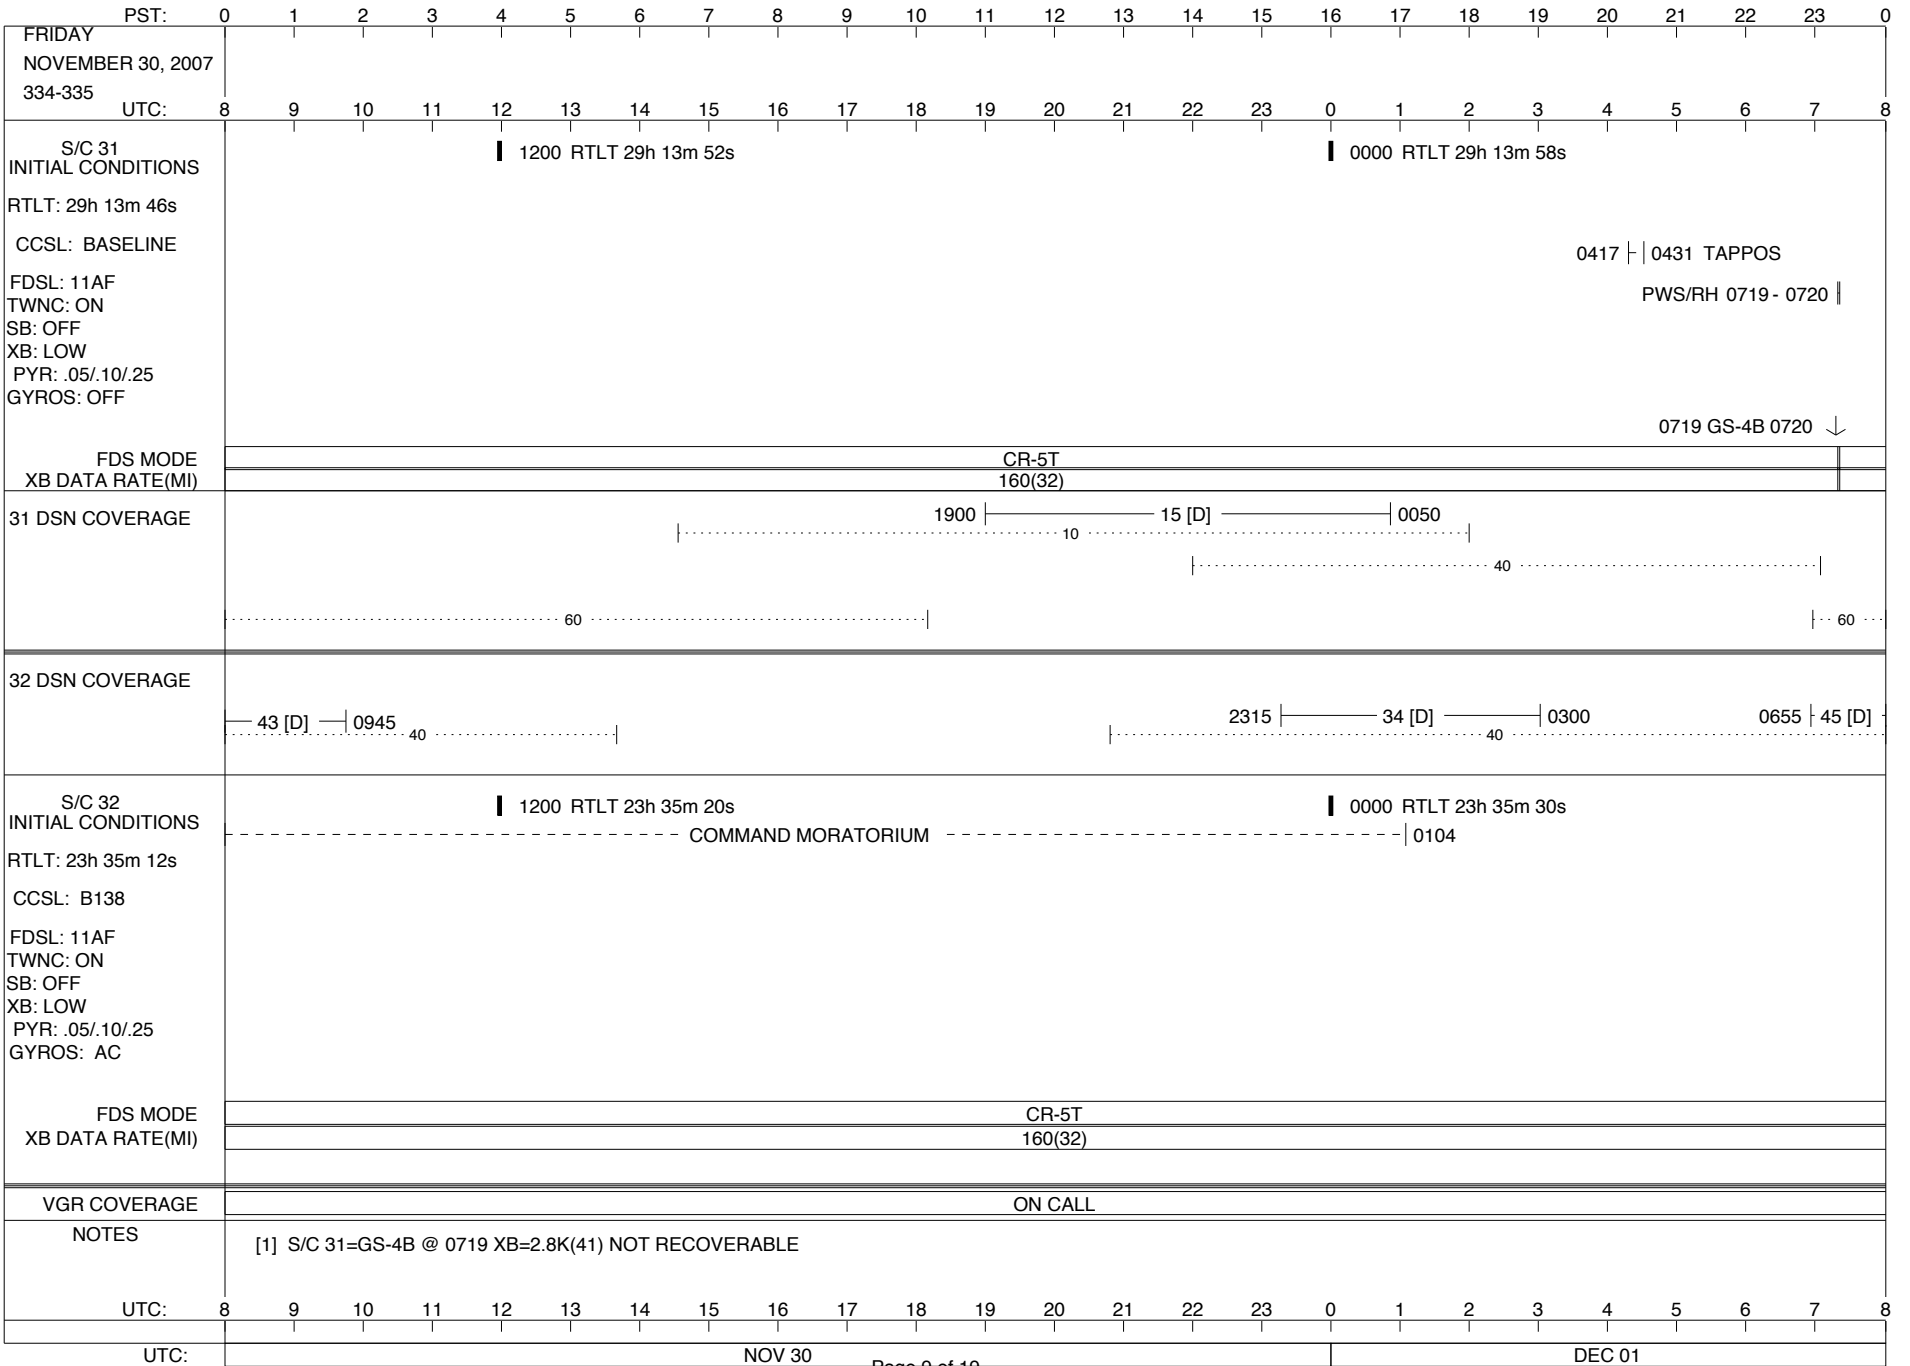 PST: 0 1 2 3 4 5 6 7 8 9 10 11 12 13 14 15 16 17 18 19 20 21 22 23 0
FRIDAY
NOVEMBER 30, 2007
334-335
UTC: 8 9 10 11 12 13 14 15 16 17 18 19 20 21 22 23 0 1 2 3 4 5 6 7 8
S/C 31
INITIAL CONDITIONS
1200 RTLT 29h 13m 52s
0000 RTLT 29h 13m 58s
RTLT: 29h 13m 46s
CCSL: BASELINE
0417 0431 TAPPOS
FDSL: 11AF
PWS/RH 0719 - 0720
TWNC: ON
SB: OFF
XB: LOW
PYR: .05/.10/.25
GYROS: OFF
0719 GS-4B 0720
FDS MODE CR-5T
XB DATA RATE(MI) 160(32)
31 DSN COVERAGE
1900 15 [D] 0050
10
40
60 60
32 DSN COVERAGE
43 [D] 0945 2315 34 [D] 0300 0655 45 [D]
40 40
S/C 32
INITIAL CONDITIONS
1200 RTLT 23h 35m 20s
0000 RTLT 23h 35m 30s
COMMAND MORATORIUM 0104
RTLT: 23h 35m 12s
CCSL: B138
FDSL: 11AF
TWNC: ON
SB: OFF
XB: LOW
PYR: .05/.10/.25
GYROS: AC
FDS MODE CR-5T
XB DATA RATE(MI) 160(32)
VGR COVERAGE ON CALL
NOTES
[1] S/C 31=GS-4B @ 0719 XB=2.8K(41) NOT RECOVERABLE
UTC: 8 9 10 11 12 13 14 15 16 17 18 19 20 21 22 23 0 1 2 3 4 5 6 7 8
UTC: NOV 30 DEC 01